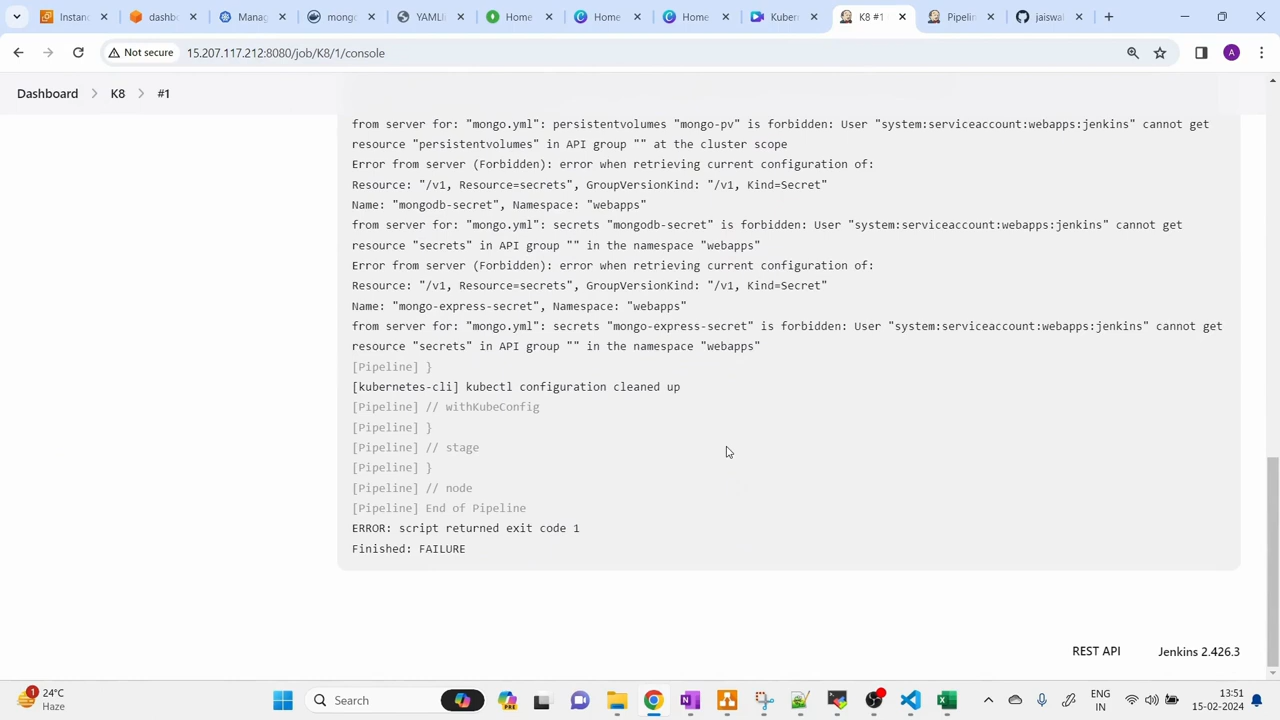 Instanc
dashbo
Manag
mongo
YAMLi
Home
Home
Home
Kuber
K8 #1
Pipelin
jaiswa
Not secure
15.207.117.212:8080/job/K8/1/console
A
Dashboard
K8
#1
from server for: "mongo.yml": persistentvolumes "mongo-pv" is forbidden: User "system:serviceaccount:webapps:jenkins" cannot get
resource "persistentvolumes" in API group "" at the cluster scope
Error from server (Forbidden): error when retrieving current configuration of:
Resource: "/v1, Resource=secrets", GroupVersionKind: "/v1, Kind=Secret"
Name: "mongodb-secret", Namespace: "webapps"
from server for: "mongo.yml": secrets "mongodb-secret" is forbidden: User "system:serviceaccount:webapps:jenkins" cannot get
resource "secrets" in API group "" in the namespace "webapps"
Error from server (Forbidden): error when retrieving current configuration of:
Resource: "/v1, Resource=secrets", GroupVersionKind: "/v1, Kind=Secret"
Name: "mongo-express-secret", Namespace: "webapps"
from server for: "mongo.yml": secrets "mongo-express-secret" is forbidden: User "system:serviceaccount:webapps:jenkins" cannot get
resource "secrets" in API group "" in the namespace "webapps"
[Pipeline] }
[kubernetes-cli] kubectl configuration cleaned up
[Pipeline] // withKubeConfig
[Pipeline] }
[Pipeline] // stage
[Pipeline] }
[Pipeline] // node
[Pipeline] End of Pipeline
ERROR: script returned exit code 1
Finished: FAILURE
REST API
Jenkins 2.426.3
1
24°C
Haze
Search
PRE
ENG
IN
13:51
15-02-2024